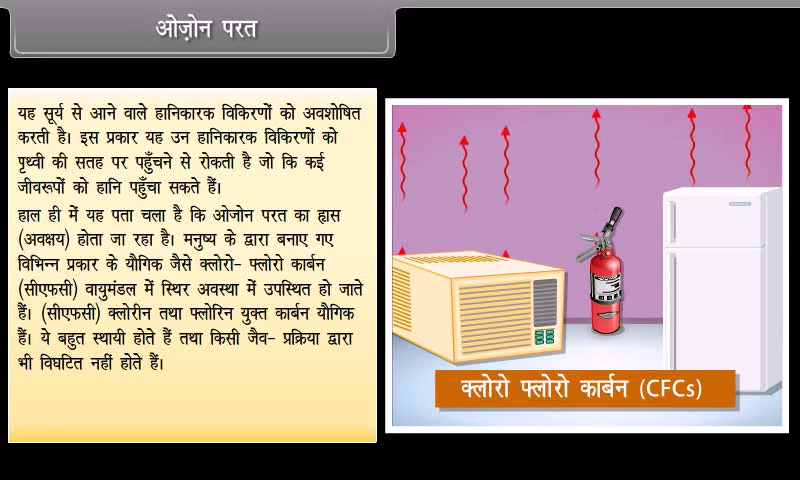 ओज़ोन परत
यह सूर्य से आने वाले हानिकारक विकिरणों को अवशोषित
करती है। इस प्रकार यह उन हानिकारक विकिरणों को
पृथ्वी की सतह पर पहुँचने से रोकती है जो कि कई
जीवरूपों को हानि पहुँचा सकते हैं।
हाल ही में यह पता चला है कि ओजोन परत का ह्रास
(अवक्षय) होता जा रहा है। मनुष्य के द्वारा बनाए गए
विभिन्न प्रकार के यौगिक जैसे क्लोरो- फ्लोरो कार्बन
(सीएफसी) वायुमंडल में स्थिर अवस्था में उपस्थित हो जाते
हैं। (सीएफसी) क्लोरीन तथा फ्लोरिन युक्त कार्बन यौगिक
हैं। ये बहुत स्थायी होते हैं तथा किसी जैव- प्रक्रिया द्वारा
भी विघटित नहीं होते हैं।
क्लोरो फ्लोरो कार्बन (CFCs)